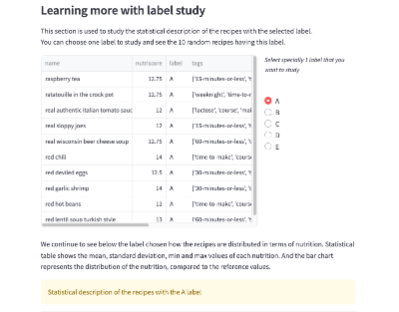 Learning more with label study
This section is used to study the statistical description of the recipes with the selected label.
You can choose one label to study and see the 10 random recipes having this label.
name nutriscore label tags
raspberry tea 12.75 A ['15-minutes-or-less', 't
ratatouille in the crock pot 12.75 A ['weeknight', 'time-to-r
real authentic italian tomato sauc 12 A ['lactose', 'course', 'mai
real sloppy joes 12 A ['15-minutes-or-less', 't
real wisconsin beer cheese soup 12.75 A ['60-minutes-or-less', 't
red chili 14 A ['time-to-make', 'course
red deviled eggs 12.5 A ['30-minutes-or-less', 't
red garlic shrimp 14 A ['30-minutes-or-less', 't
red hot beans 12 A ['time-to-make', 'course
red lentil soup turkish style 13 A ['60-minutes-or-less', 't
Select specially 1 label that you
want to study
A
B
C
D
E
We continue to see below the label chosen how the recipes are distributed in terms of nutrition. Statistical
table shows the mean, standard deviation, min and max values of each nutrition. And the bar chart
represents the distribution of the nutrition, compared to the reference values.
Statistical description of the recipes with the A label